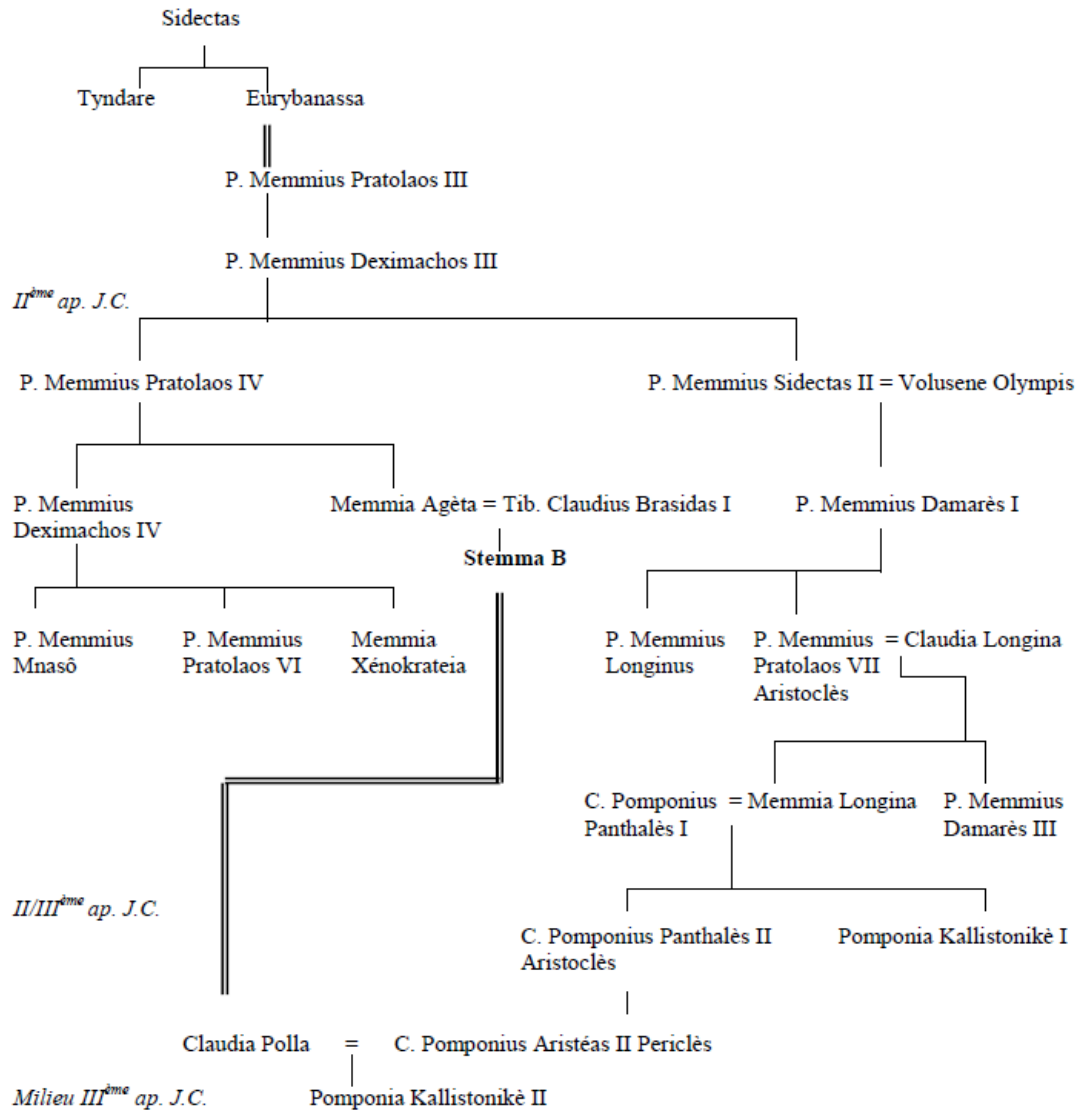 Sidectas
Tyndare Eurybanassa
P. Memmius Pratolaos III
P. Memmius Deximachos III
IIème ap. J.C.
P. Memmius Pratolaos IV P. Memmius Sidectas II = Volusene Olympis
P. Memmius
Deximachos IV
Memmia Agèta = Tib. Claudius Brasidas I
P. Memmius Damarès I
Stemma B
P. Memmius
Mnasô
P. Memmius
Pratolaos VI
Memmia
Xénokrateia
P. Memmius
Longinus
P. Memmius = Claudia Longina
Pratolaos VII
Aristoclès
C. Pomponius = Memmia Longina
Panthalès I
P. Memmius
Damarès III
II/IIIème ap. J.C.
C. Pomponius Panthalès II
Aristoclès
Pomponia Kallistonikè I
Claudia Polla = C. Pomponius Aristéas II Periclès
Milieu IIIème ap. J.C. Pomponia Kallistonikè II